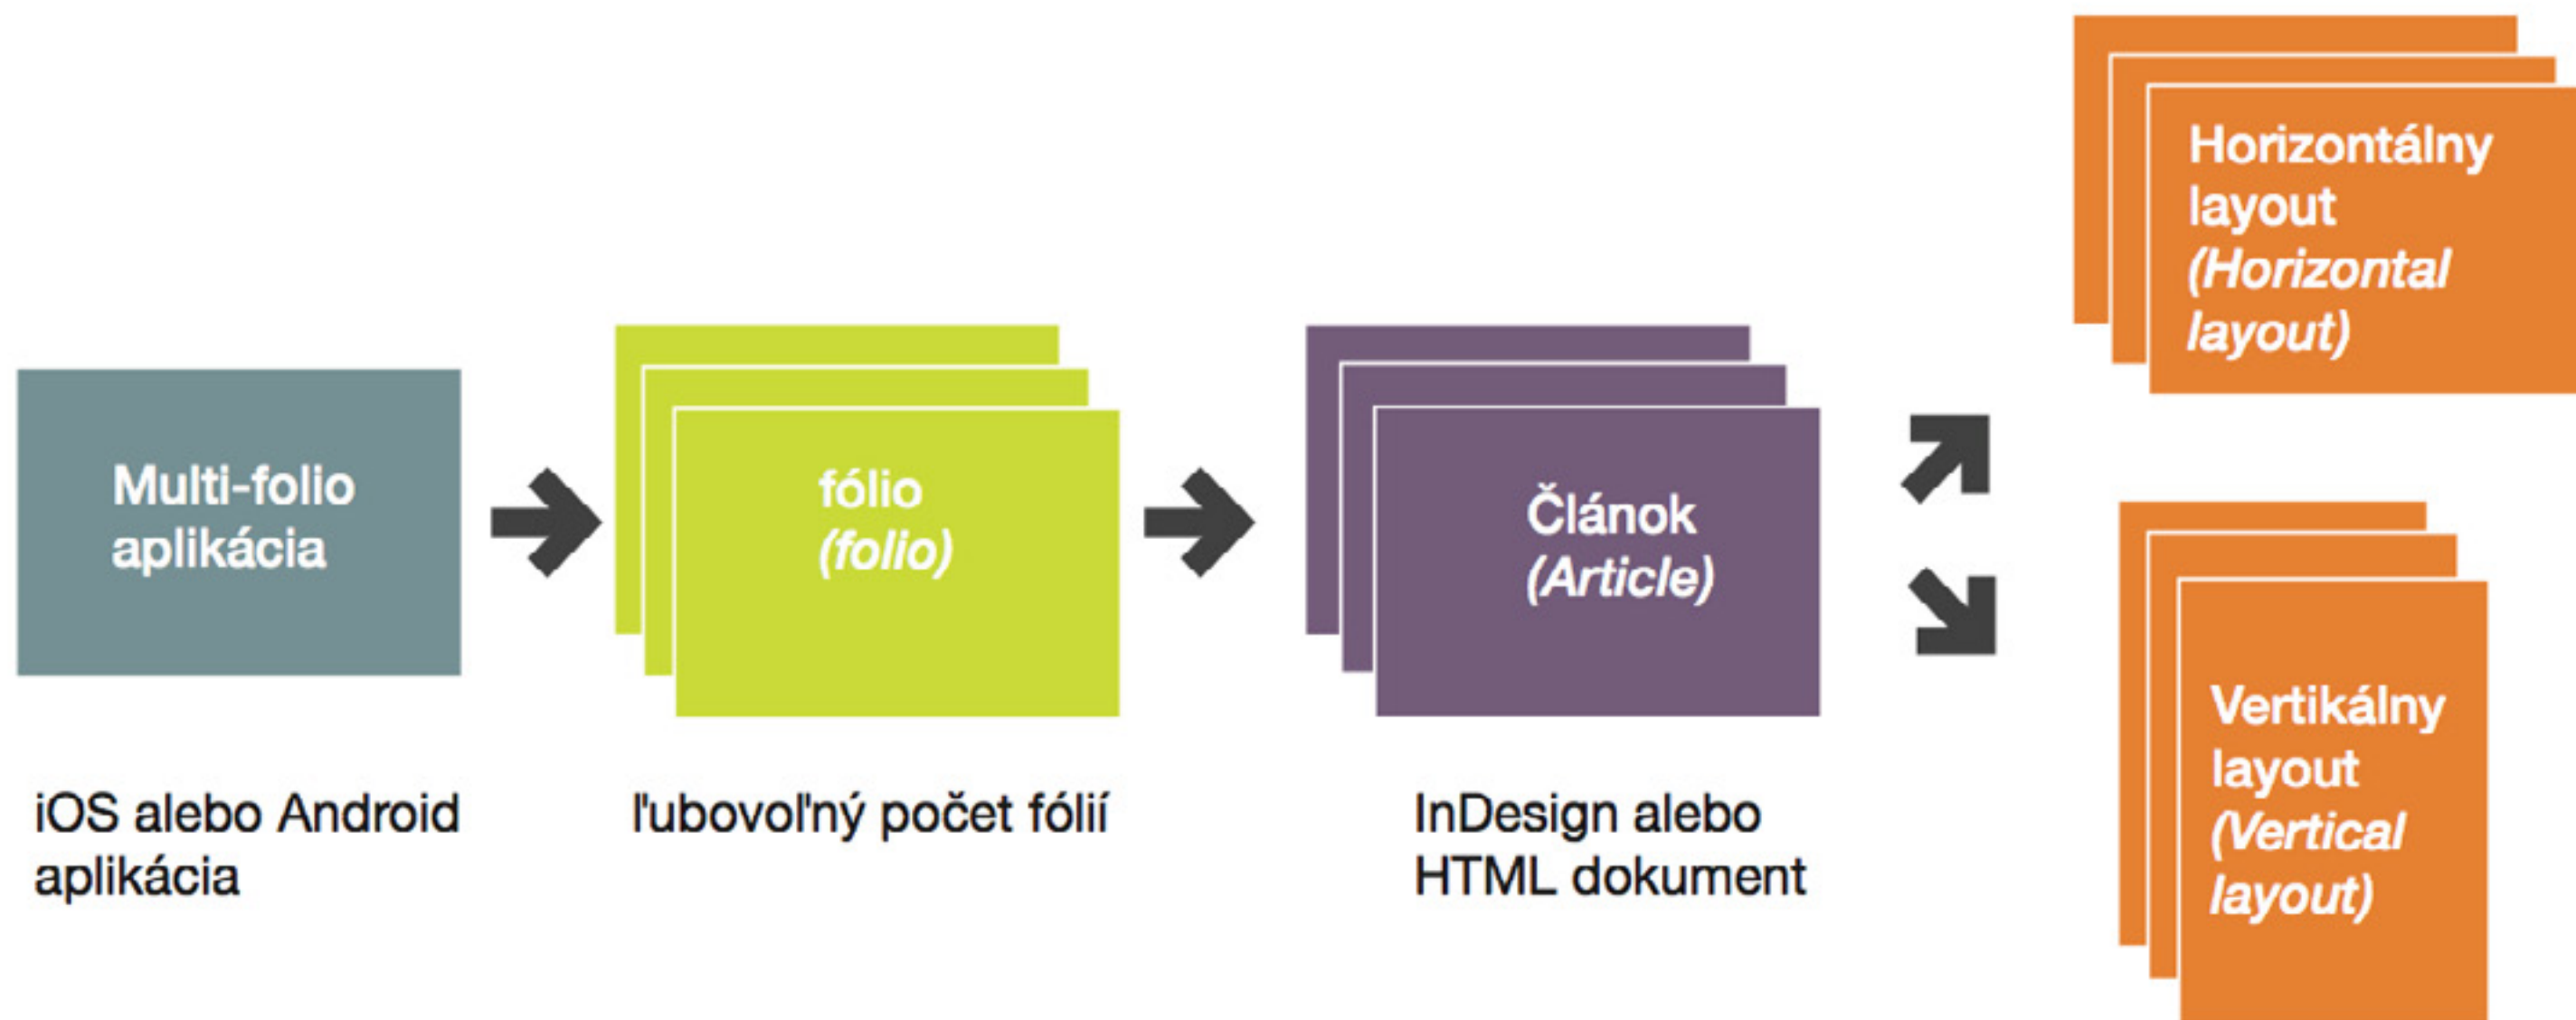 Multi-folio
aplikácia
iOS alebo Android
aplikácia
fólio
(folio)
ľubovoľný počet fólií
Článok
(Article)
InDesign alebo
HTML dokument
Horizontálny
layout
(Horizontal
layout)
Vertikálny
layout
(Vertical
layout)